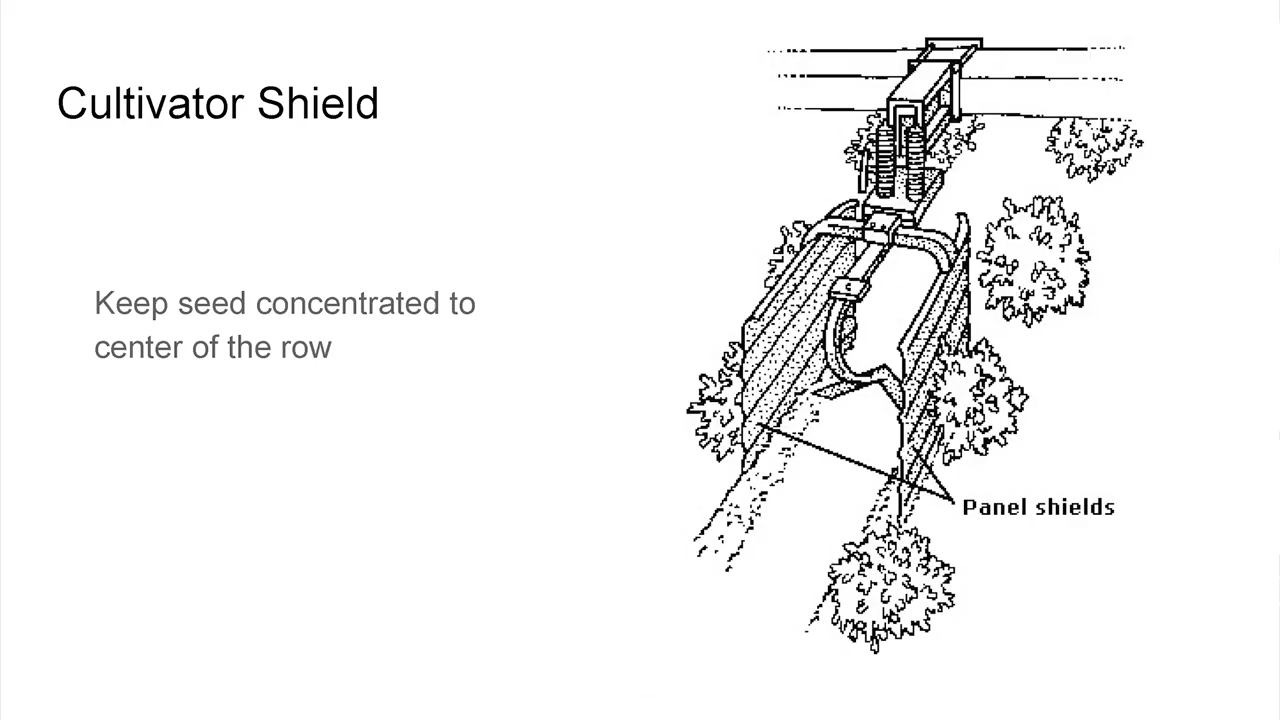 Cultivator Shield
Keep seed concentrated to
center of the row
Panel shields